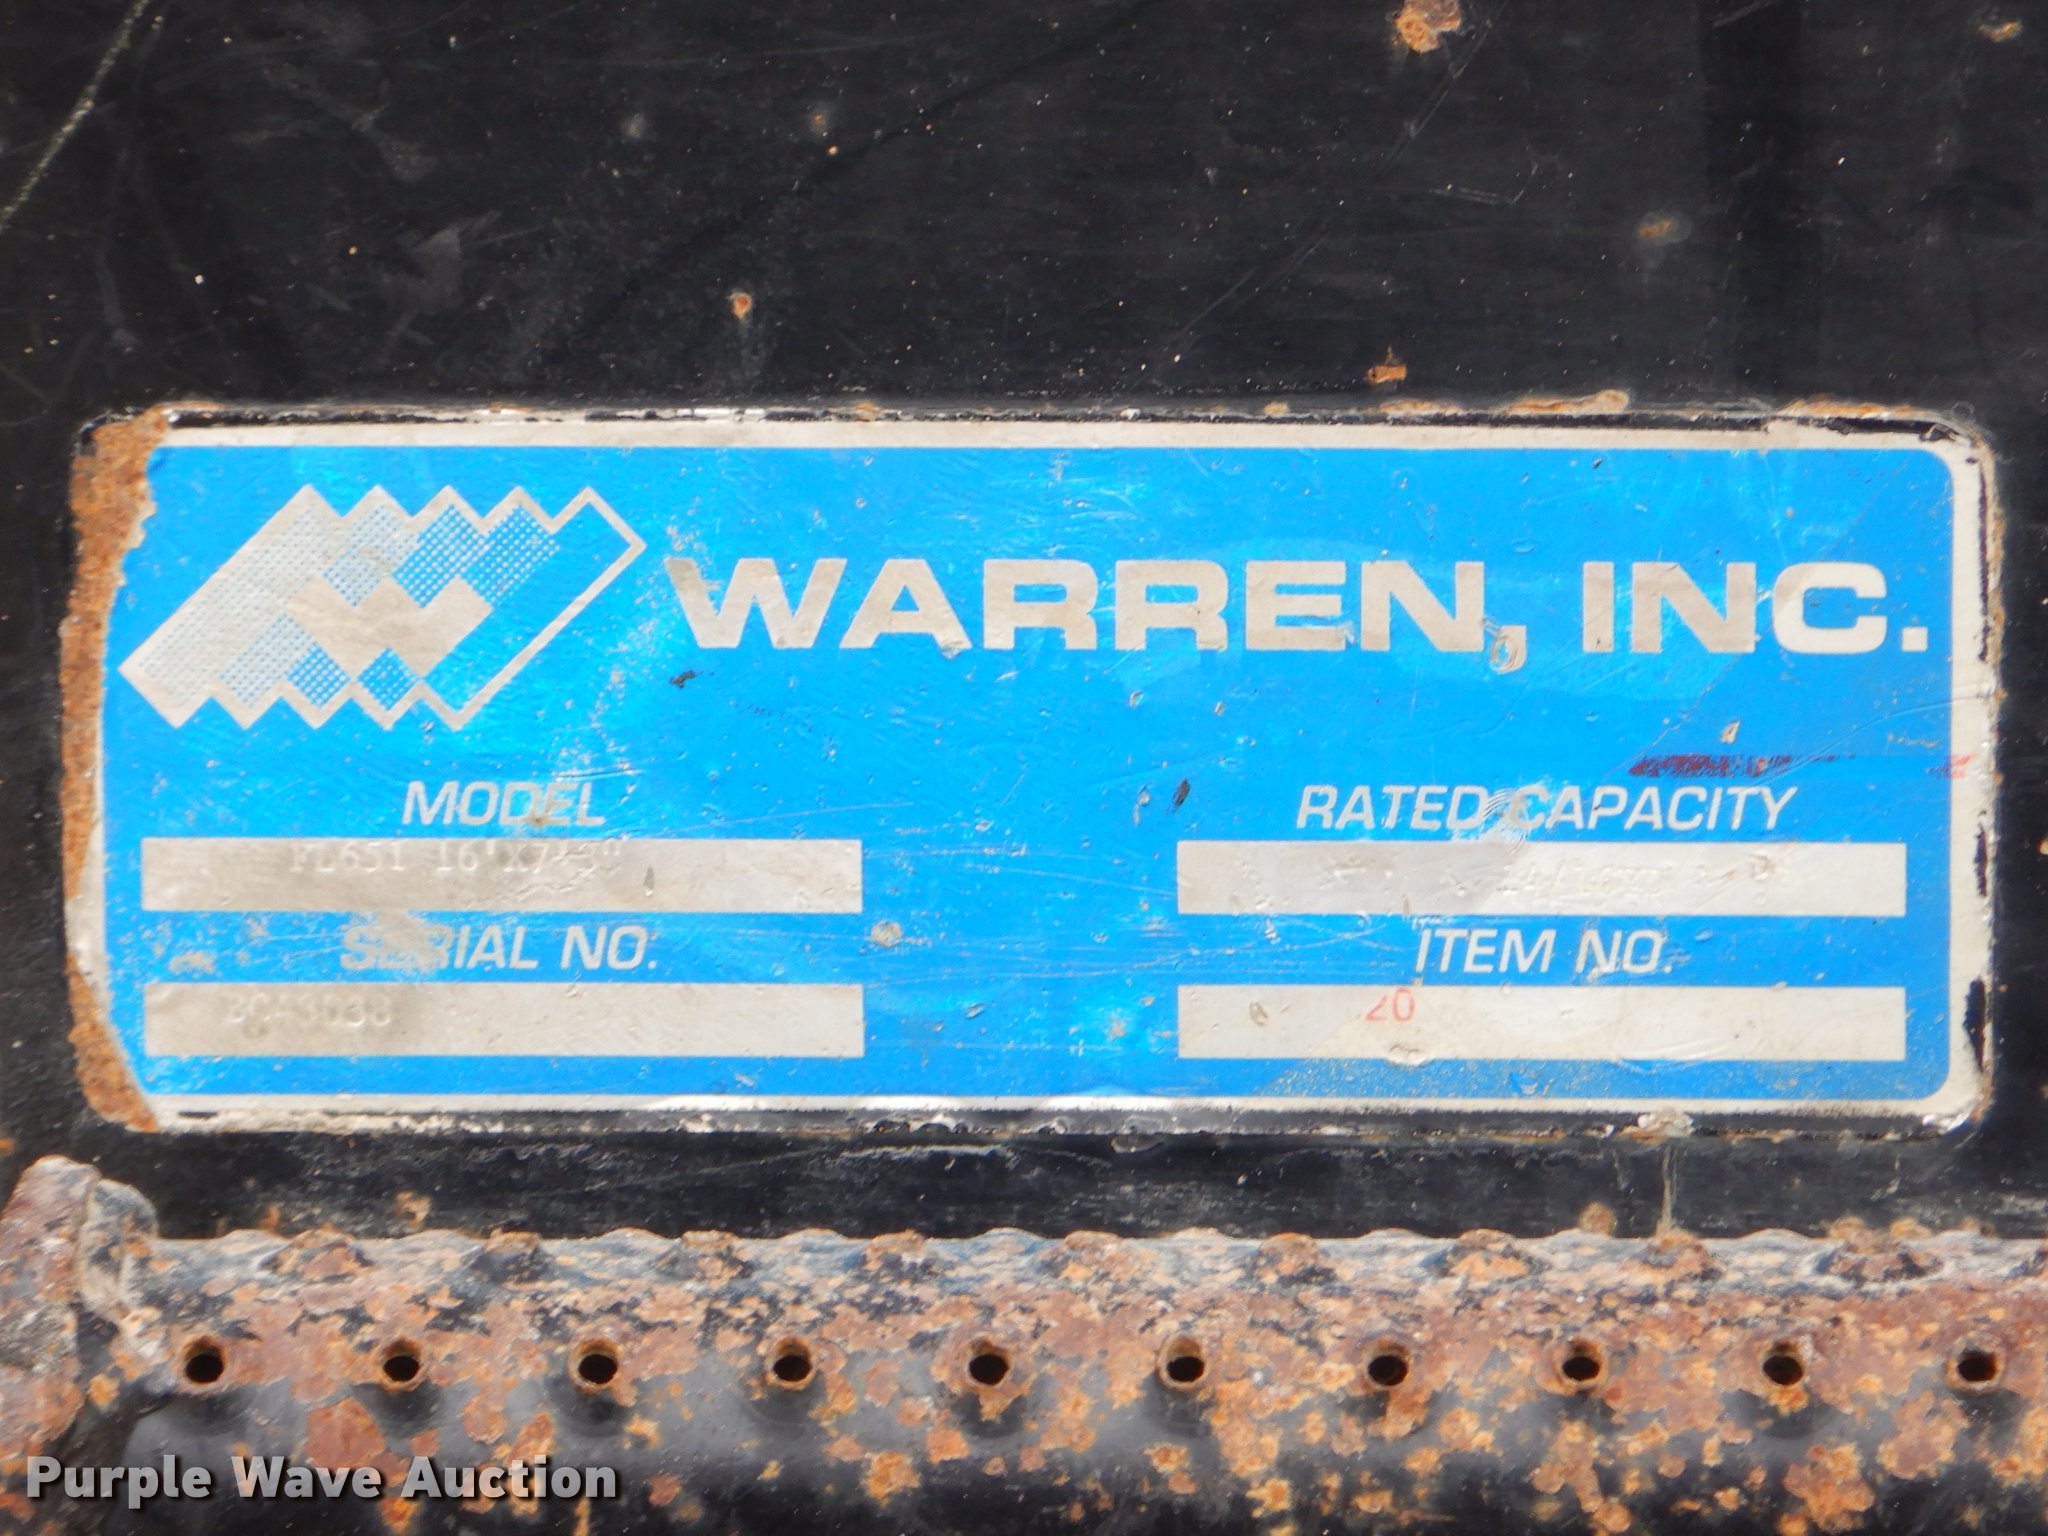 WARREN, INC.
MODEL
RATED CAPACITY
SERIAL NO.
ITEM NO.
20
Purple Wave Auction